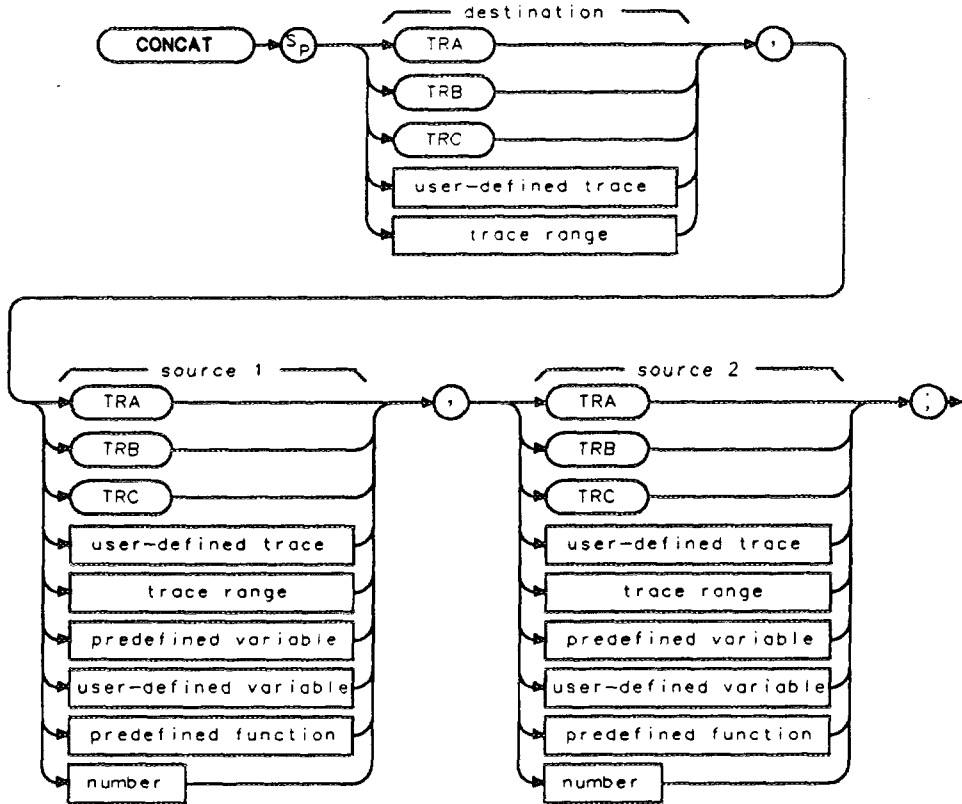 destination
CONCAT SP TRA ,
TRB
TRC
user-defined trace
trace range
source 1 source 2
TRA , TRA ;
TRB TRB
TRC TRC
user-defined trace user-defined trace
trace range trace range
predefined variable predefined variable
user-defined variable user-defined variable
predefined function predefined function
number number